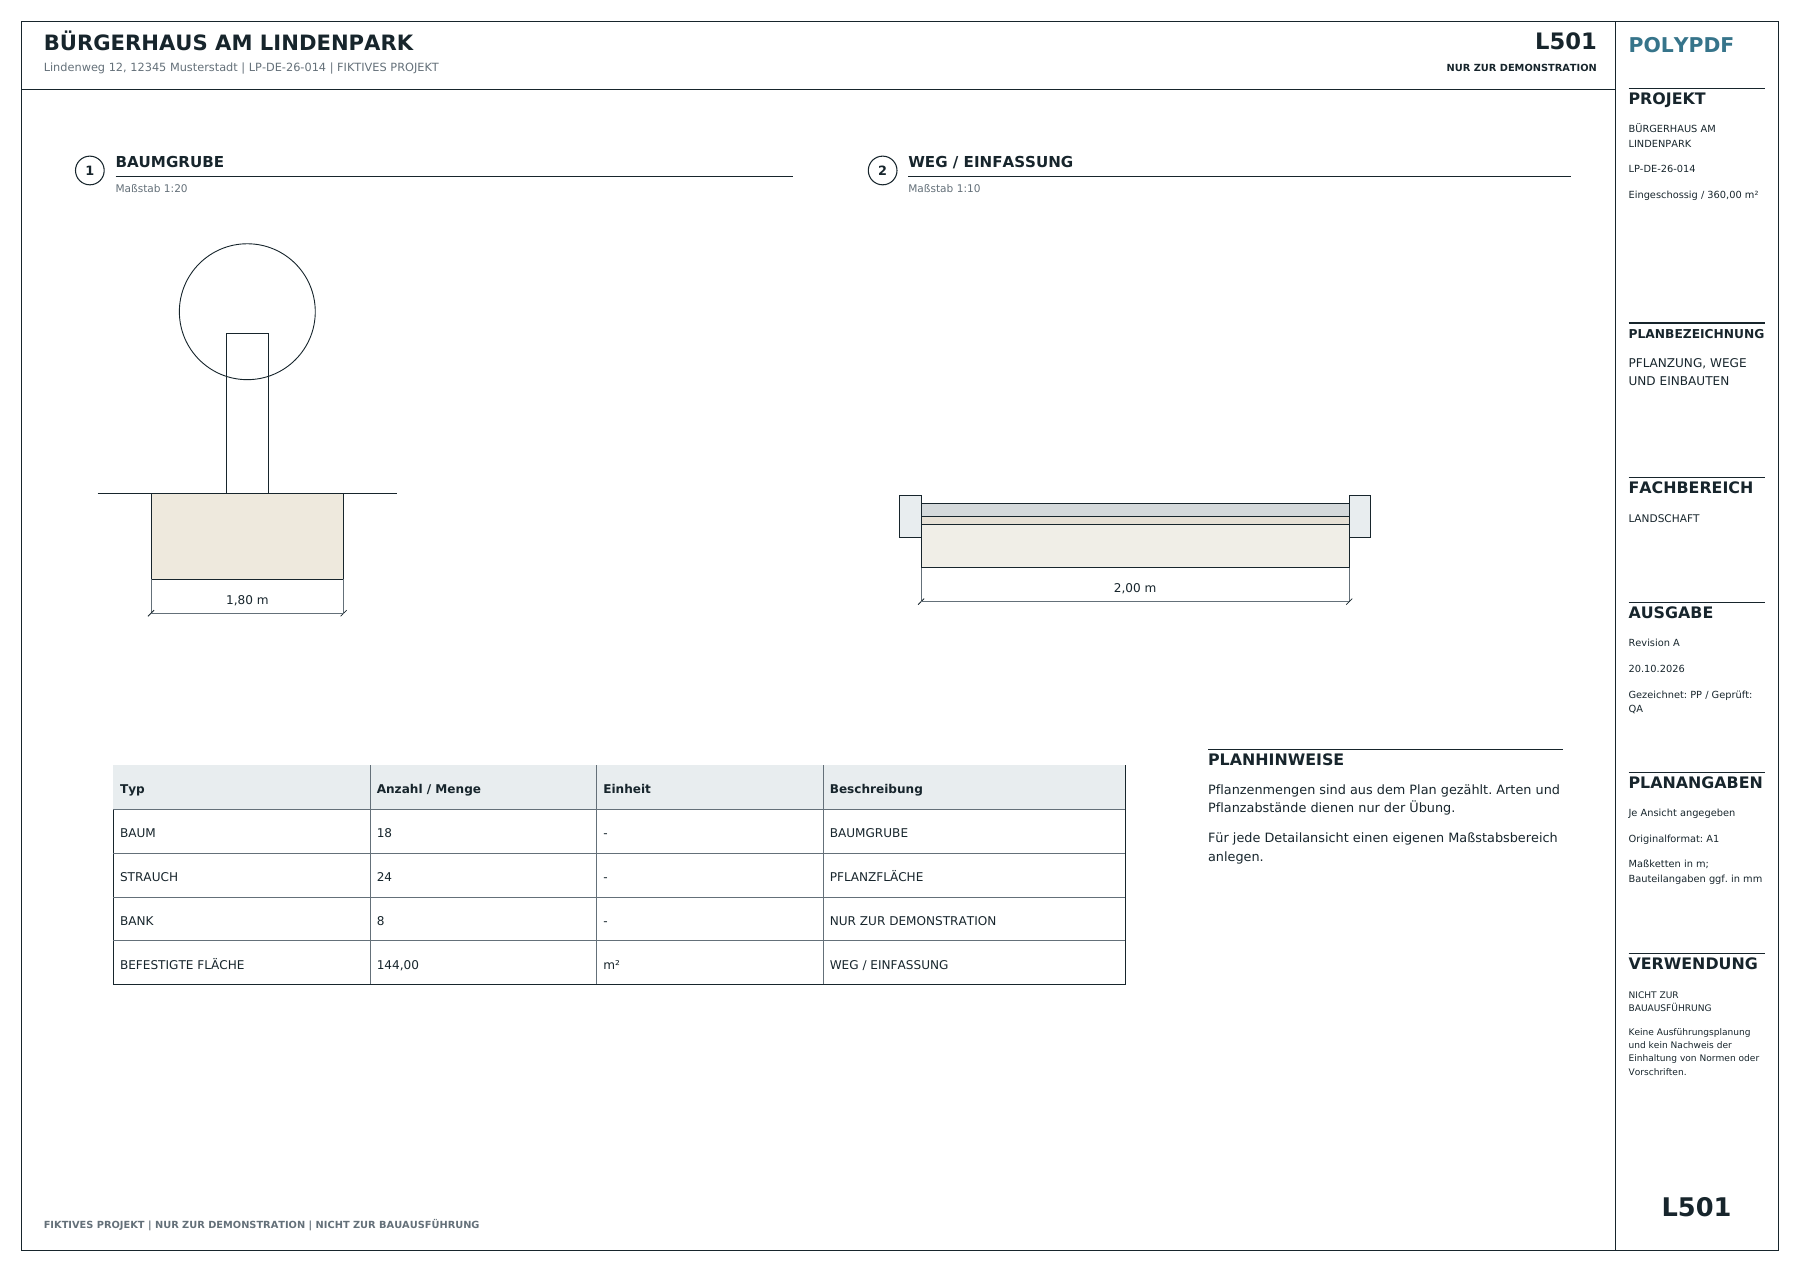 BÜRGERHAUS AM LINDENPARK
Lindenweg 12, 12345 Musterstadt | LP-DE-26-014 | FIKTIVES PROJEKT
L501
NUR ZUR DEMONSTRATION
1
BAUMGRUBE
Maßstab 1:20
2
WEG / EINFASSUNG
Maßstab 1:10
1,80 m
2,00 m
Typ Anzahl / Menge Einheit Beschreibung
BAUM 18 - BAUMGRUBE
STRAUCH 24 - PFLANZFLÄCHE
BANK 8 - NUR ZUR DEMONSTRATION
BEFESTIGTE FLÄCHE 144,00 m² WEG / EINFASSUNG
PLANHINWEISE
Pflanzenmengen sind aus dem Plan gezählt. Arten und
Pflanzabstände dienen nur der Übung.
Für jede Detailansicht einen eigenen Maßstabsbereich
anlegen.
FIKTIVES PROJEKT | NUR ZUR DEMONSTRATION | NICHT ZUR BAUAUSFÜHRUNG
POLYPDF
PROJEKT
BÜRGERHAUS AM
LINDENPARK
LP-DE-26-014
Eingeschossig / 360,00 m²
PLANBEZEICHNUNG
PFLANZUNG, WEGE
UND EINBAUTEN
FACHBEREICH
LANDSCHAFT
AUSGABE
Revision A
20.10.2026
Gezeichnet: PP / Geprüft:
QA
PLANANGABEN
Je Ansicht angegeben
Originalformat: A1
Maßketten in m;
Bauteilangaben ggf. in mm
VERWENDUNG
NICHT ZUR
BAUAUSFÜHRUNG
Keine Ausführungsplanung
und kein Nachweis der
Einhaltung von Normen oder
Vorschriften.
L501